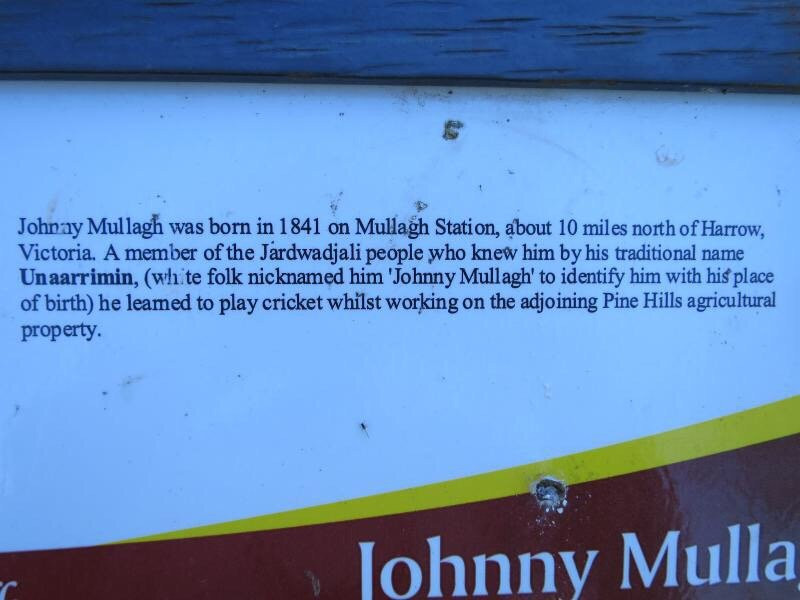 Johnny Mullagh was born in 1841 on Mullagh Station, about 10 miles north of Harrow,
Victoria. A member of the Jardwadjali people who knew him by his traditional name
Unaarrimin, (white folk nicknamed him 'Johnny Mullagh' to identify him with his place
of birth) he learned to play cricket whilst working on the adjoining Pine Hills agricultural
property.
Johnny Mulla